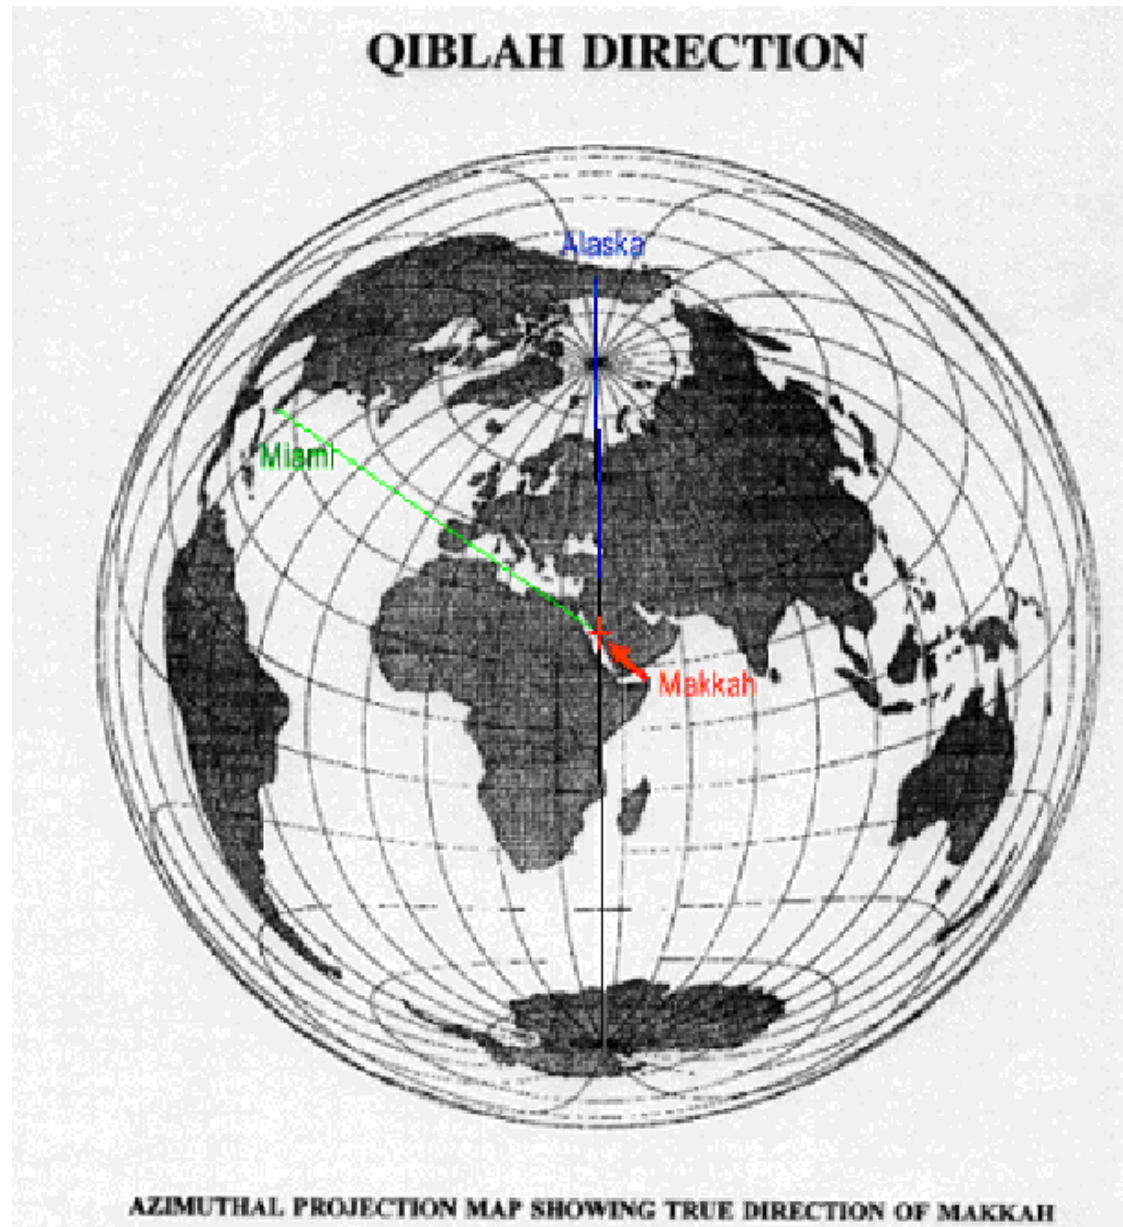 QIBLAH DIRECTION
Alaska
Miami
Makkah
AZIMUTHAL PROJECTION MAP SHOWING TRUE DIRECTION OF MAKKAH